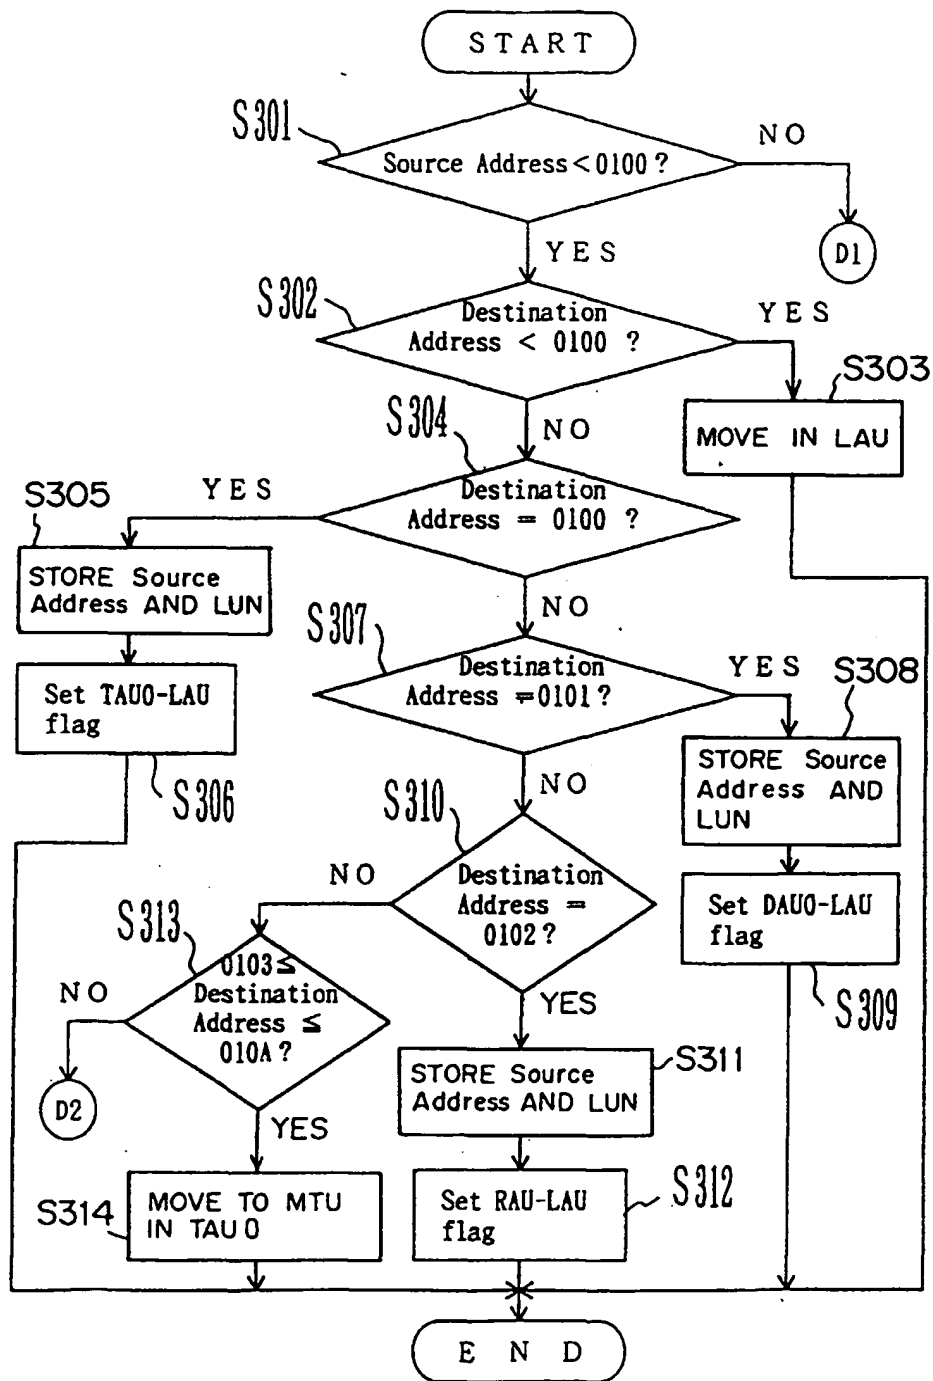 START
S301
Source Address < 0100 ?
NO
D1
YES
S302
Destination
Address < 0100 ?
YES
S303
MOVE IN LAU
NO
S304
Destination
Address = 0100 ?
YES
S305
STORE Source
Address AND LUN
Set TAU0-LAU
flag
S306
NO
S307
Destination
Address =0101?
YES
S308
STORE Source
Address AND
LUN
Set DAU0-LAU
flag
S309
NO
S310
Destination
Address =
0102?
NO
S313
0103≤
Destination
Address ≤
010A?
NO
D2
YES
S311
STORE Source
Address AND LUN
Set RAU-LAU
flag
S312
YES
S314
MOVE TO MTU
IN TAU0
END